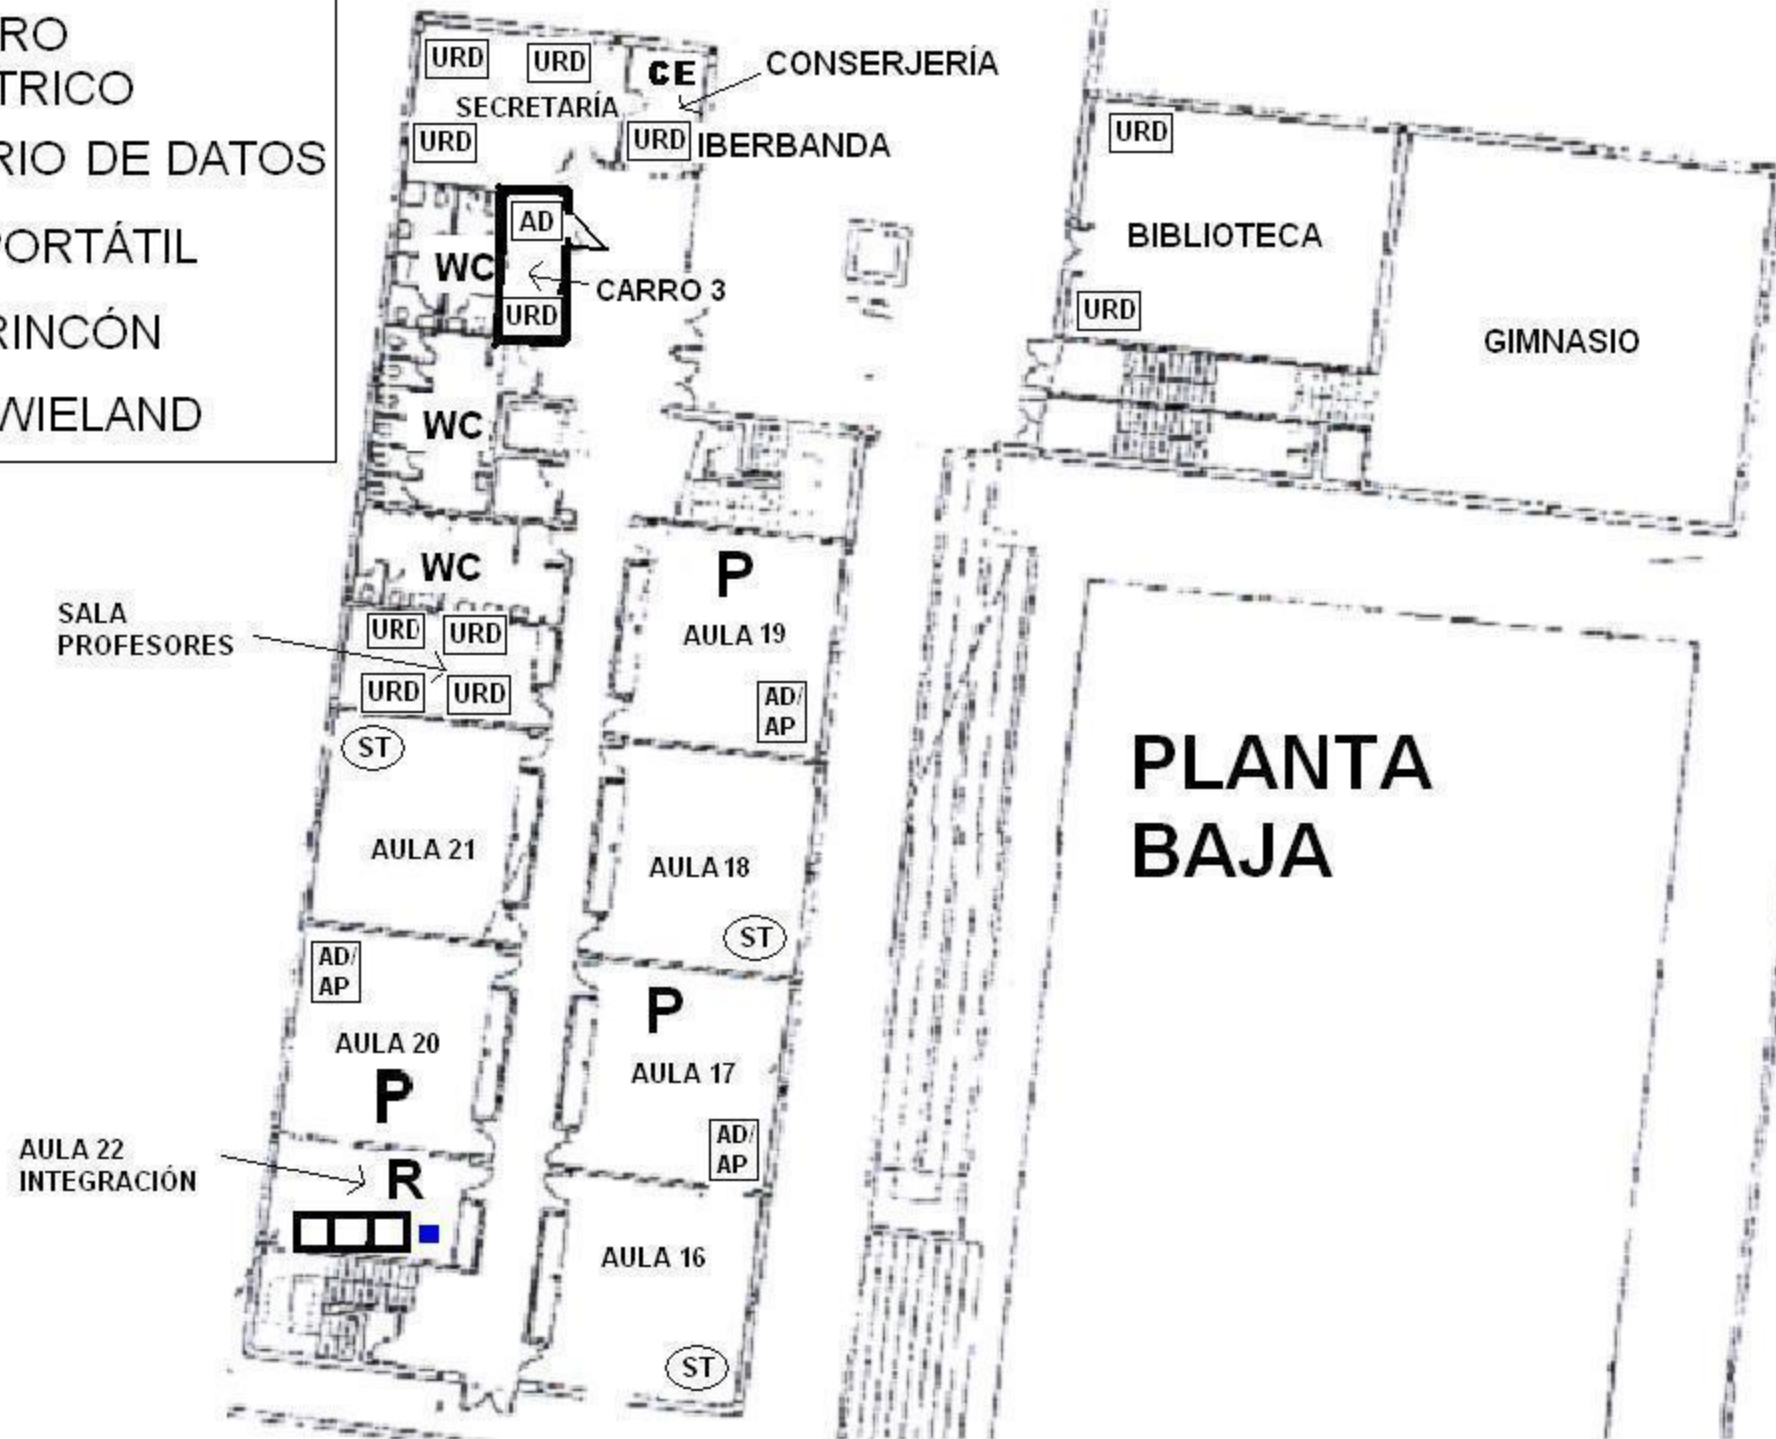 RO
TRICO
RIO DE DATOS
PORTÁTIL
RINCÓN
WIELAND
URD
URD
CE
CONSERJERÍA
SECRETARÍA
URD
URD
IBERBANDA
AD
WC
CARRO 3
URD
WC
WC
SALA
PROFESORES
URD
URD
URD
URD
P
AULA 19
AD/
AP
ST
AULA 21
AULA 18
ST
AD/
AP
AULA 20
P
P
AULA 17
AD/
AP
AULA 22
INTEGRACIÓN
R
AULA 16
ST
URD
BIBLIOTECA
URD
GIMNASIO
PLANTA
BAJA